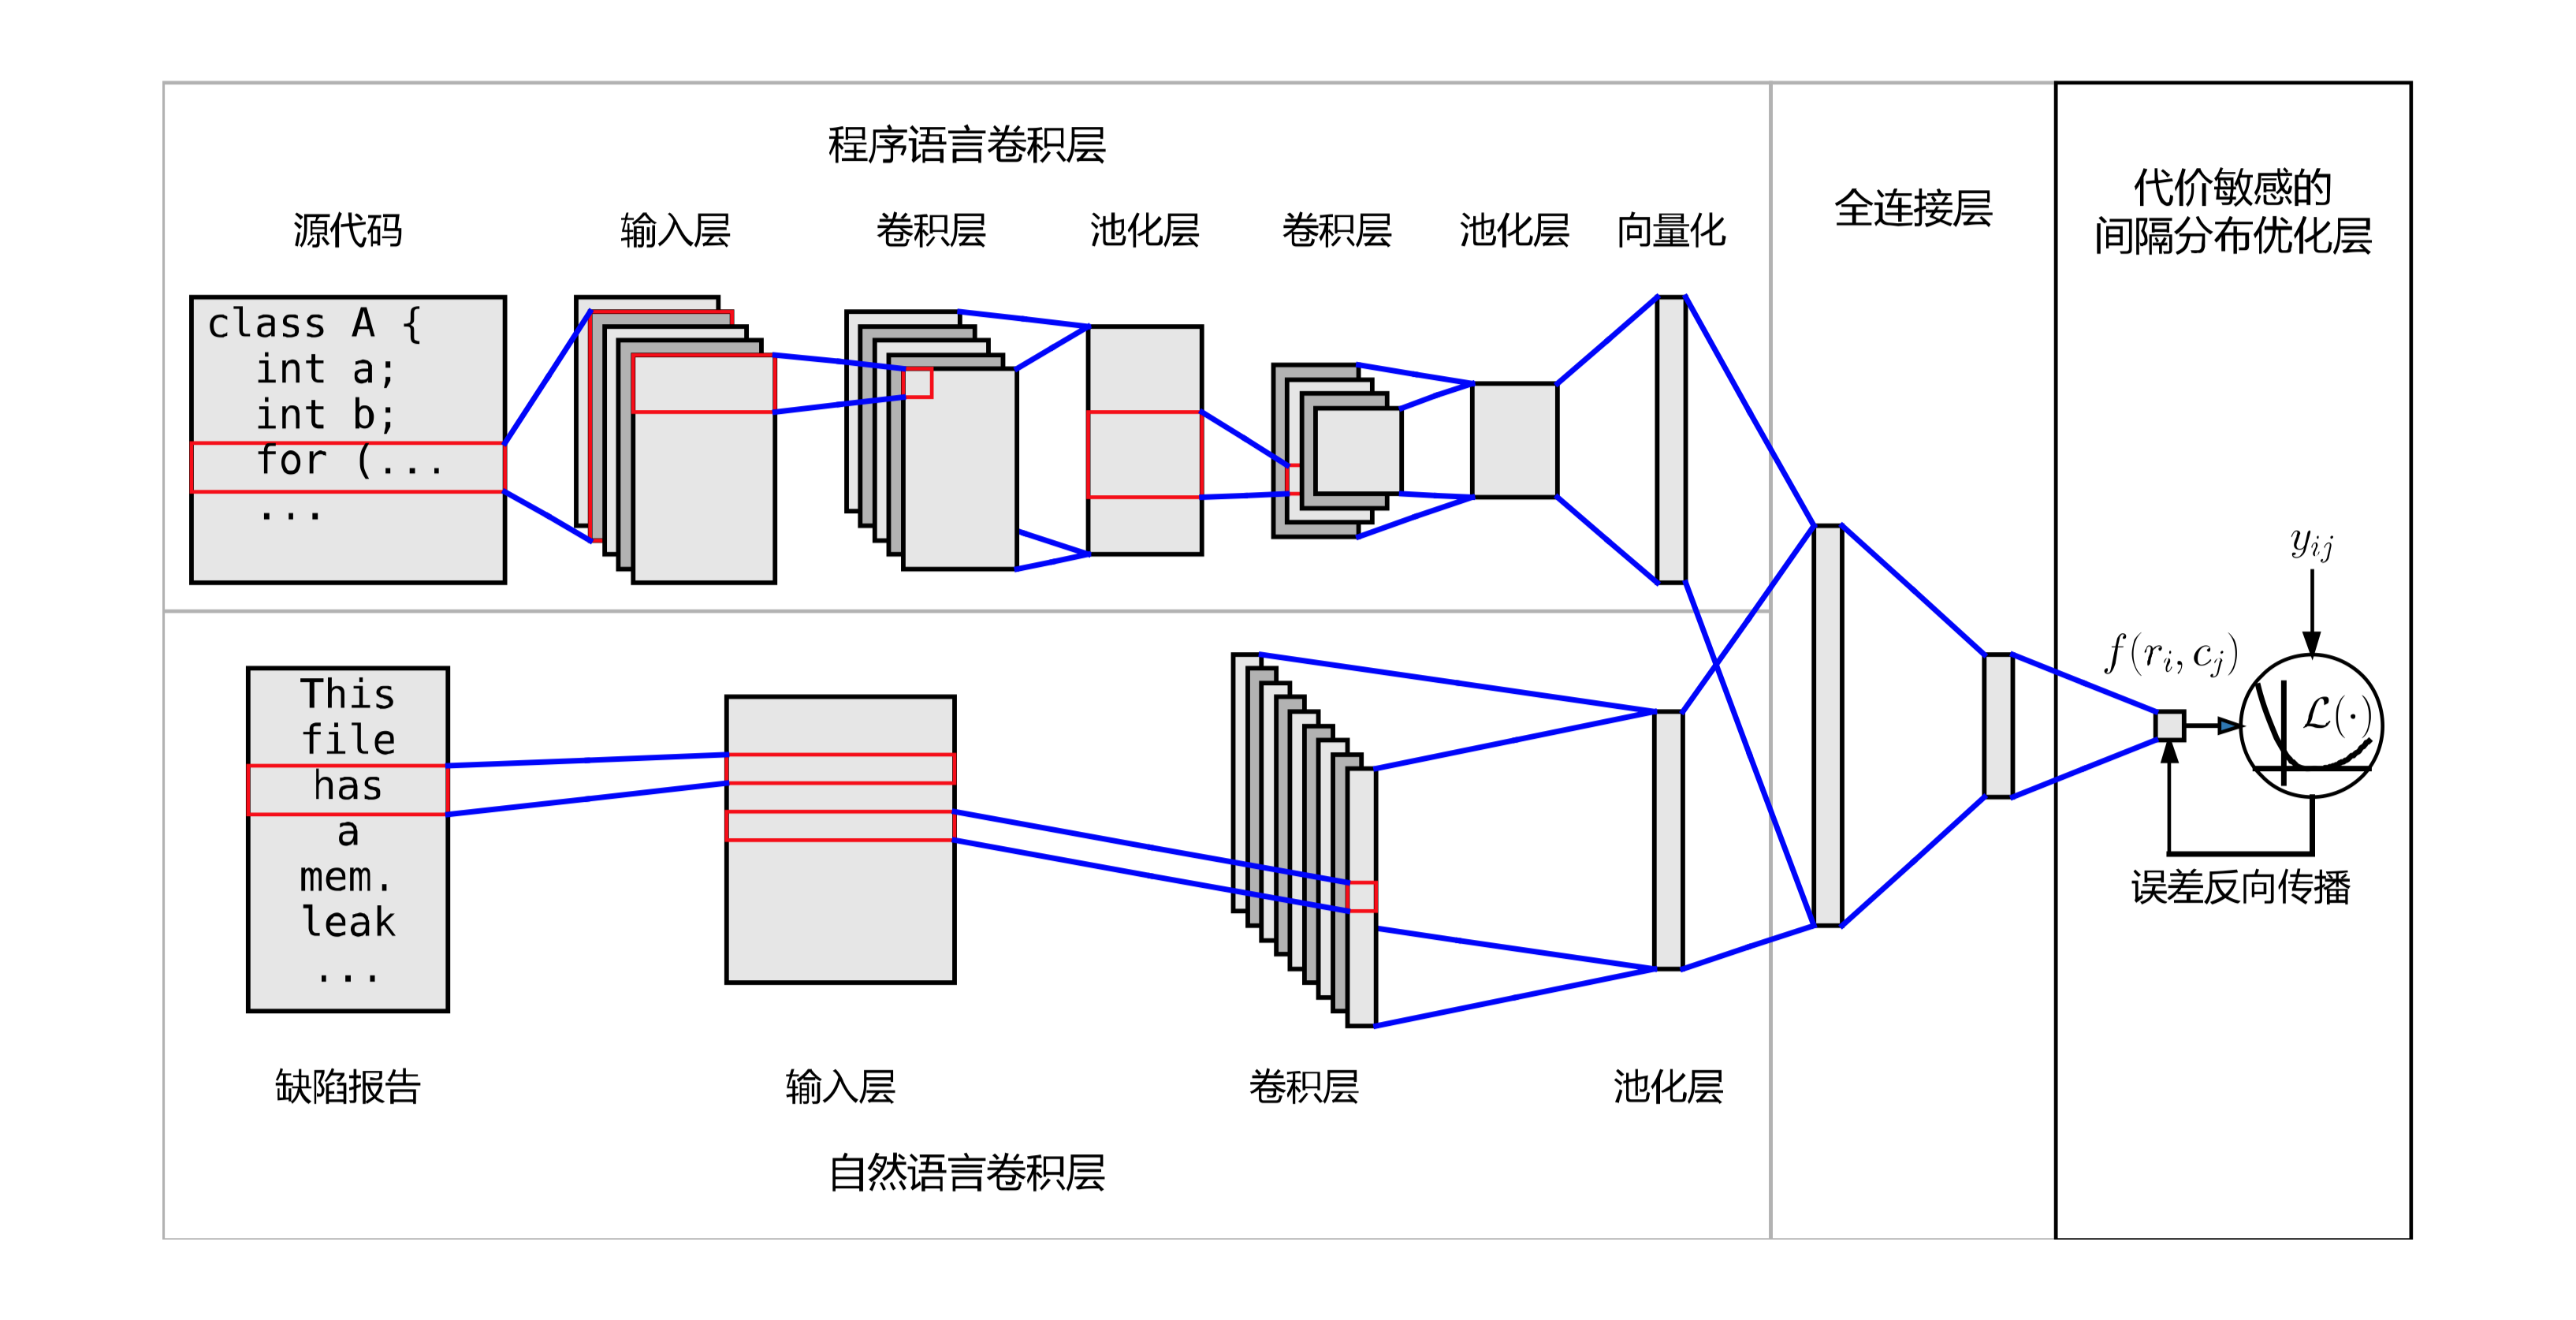 程序语言卷积层
源代码
输入层
卷积层
池化层
卷积层
池化层
向量化
class A {
int a;
int b;
for (...
...
This
file
has
a
mem.
leak
...
缺陷报告
输入层
卷积层
池化层
自然语言卷积层
全连接层
代价敏感的
间隔分布优化层
y_{ij}
f(r_i, c_j)
ℒ(·)
误差反向传播